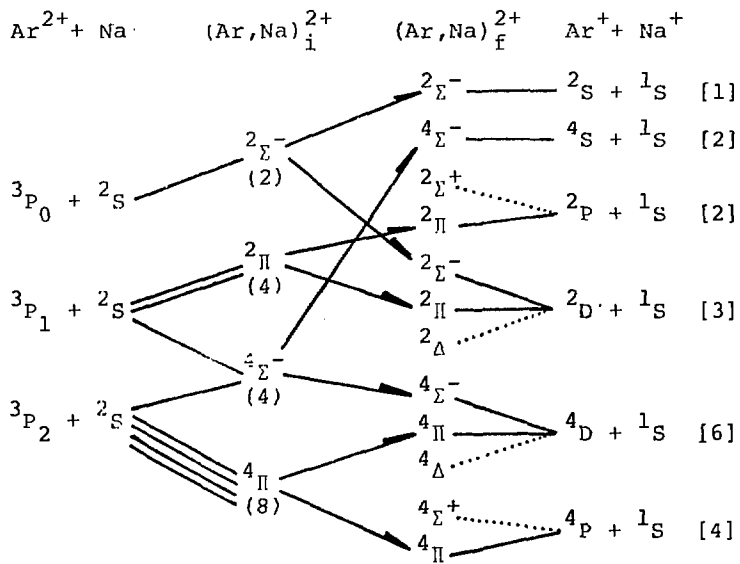 Ar²⁺+ Na (Ar,Na)ᵢ²⁺ (Ar,Na)f²⁺ Ar⁺+ Na⁺
²Σ⁻ ²S + ¹S [1]
⁴Σ⁻ ⁴S + ¹S [2]
²Σ⁻
(2)
²Σ⁺
³P₀ + ²S ²Π ²P + ¹S [2]
²Π
(4)
²Σ⁻
³P₁ + ²S ²Π ²D + ¹S [3]
²Δ
⁴Σ⁻
(4)
⁴Σ⁻
³P₂ + ²S ⁴Π ⁴D + ¹S [6]
⁴Δ
⁴Π
(8)
⁴Σ⁺
⁴P + ¹S [4]
⁴Π